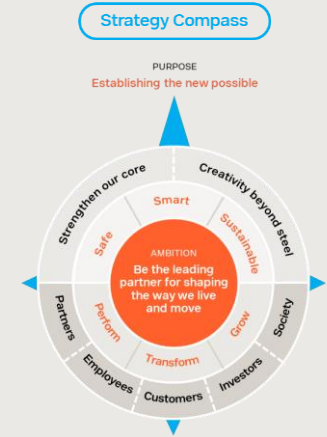 Strategy Compass
PURPOSE
Establishing the new possible
Strengthen our core
Creativity beyond steel
Safe
Smart
Sustainable
AMBITION
Be the leading
partner for shaping
the way we live
and move
Perform
Transform
Grow
Partners
Employees
Customers
Investors
Society